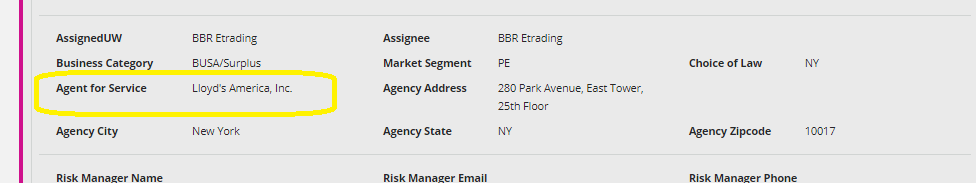 AssignedUW BBR Etrading Assignee BBR Etrading
Business Category BUSA/Surplus Market Segment PE Choice of Law NY
Agent for Service Lloyd's America, Inc. Agency Address 280 Park Avenue, East Tower,
25th Floor
Agency City New York Agency State NY Agency Zipcode 10017
Risk Manager Name Risk Manager Email Risk Manager Phone